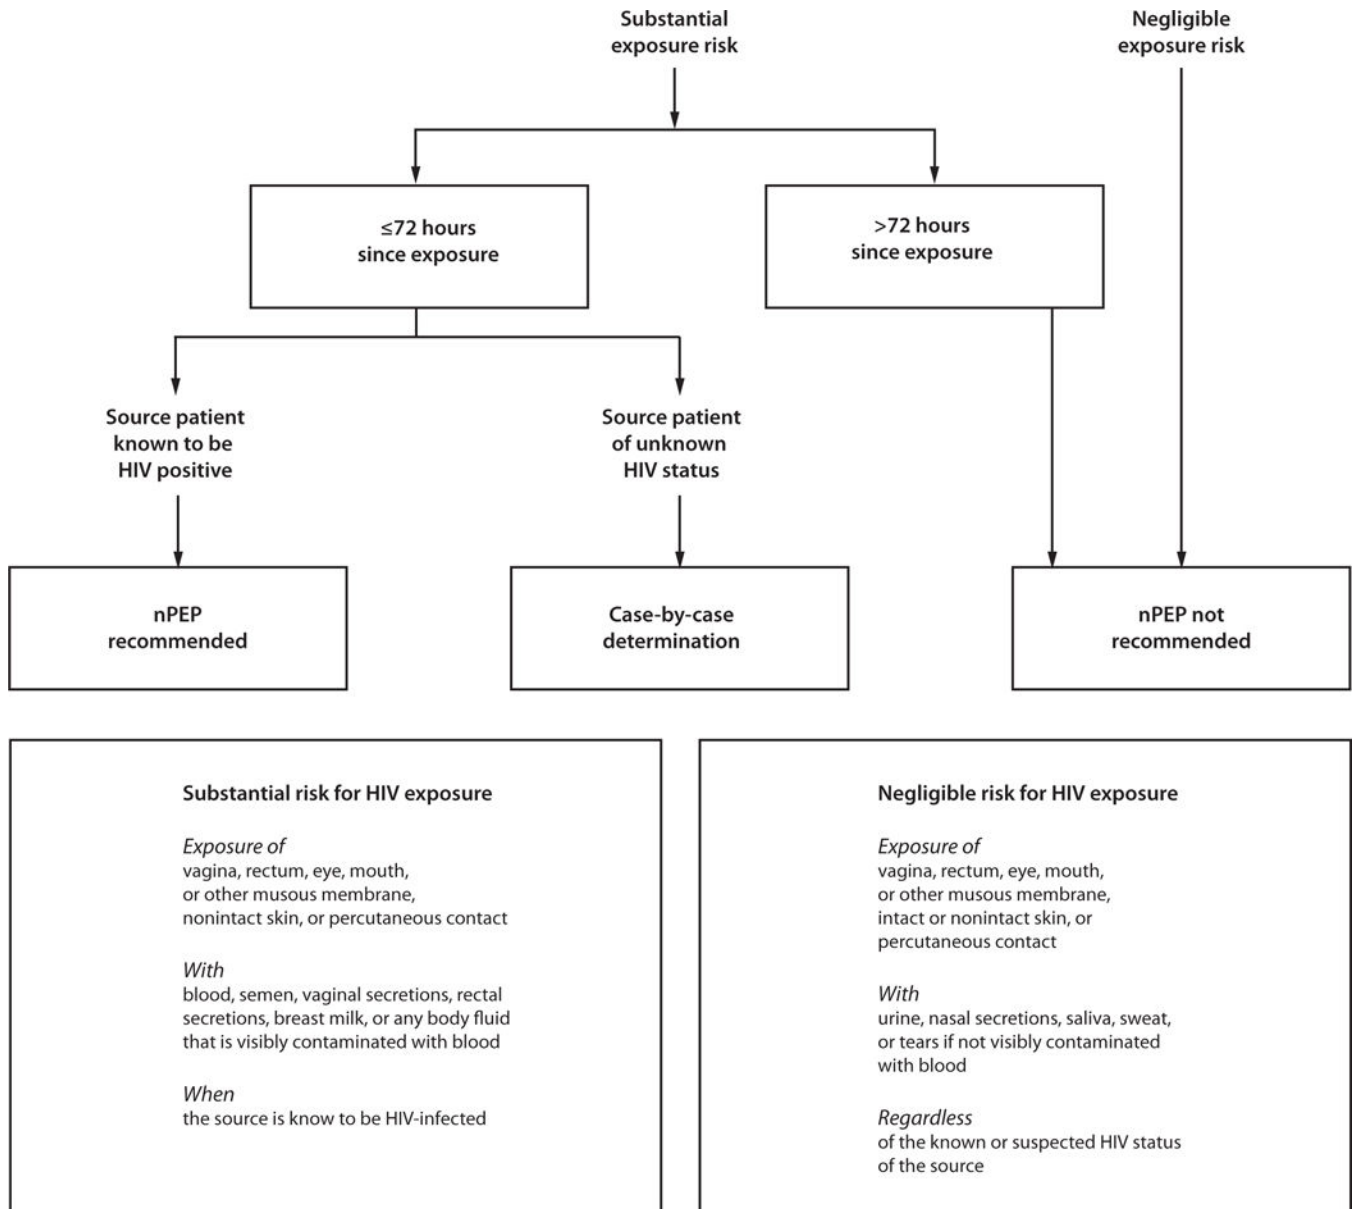 Substantial
exposure risk
Negligible
exposure risk
≤72 hours
since exposure
>72 hours
since exposure
Source patient
known to be
HIV positive
Source patient
of unknown
HIV status
nPEP
recommended
Case-by-case
determination
nPEP not
recommended
Substantial risk for HIV exposure
Exposure of
vagina, rectum, eye, mouth,
or other musous membrane,
nonintact skin, or percutaneous contact
With
blood, semen, vaginal secretions, rectal
secretions, breast milk, or any body fluid
that is visibly contaminated with blood
When
the source is know to be HIV-infected
Negligible risk for HIV exposure
Exposure of
vagina, rectum, eye, mouth,
or other musous membrane,
intact or nonintact skin, or
percutaneous contact
With
urine, nasal secretions, saliva, sweat,
or tears if not visibly contaminated
with blood
Regardless
of the known or suspected HIV status
of the source